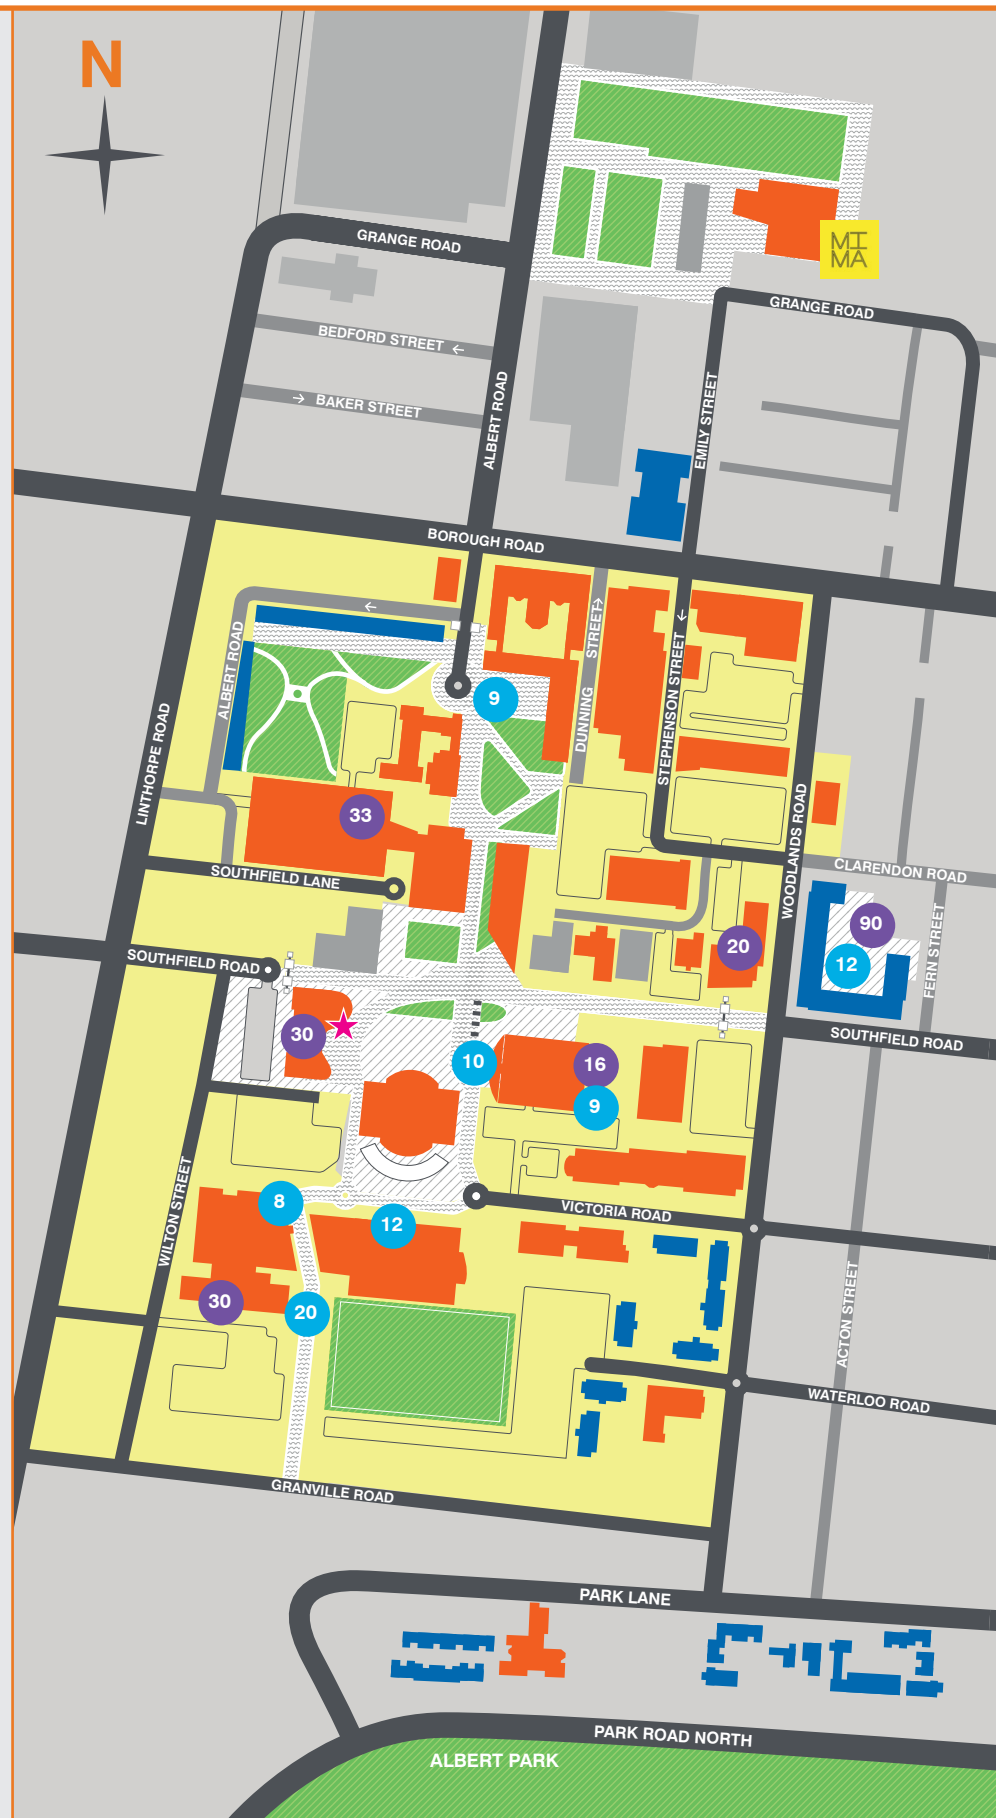 N
GRANGE ROAD
MI
MA
GRANGE ROAD
BEDFORD STREET
BAKER STREET
ALBERT ROAD
EMILY STREET
BOROUGH ROAD
ALBERT ROAD
DUNNING STREET
STEPHENSON STREET
LINTHORPE ROAD
9
33
WOODLANDS ROAD
CLARENDON ROAD
SOUTHFIELD LANE
FERN STREET
90
20
12
SOUTHFIELD ROAD
30
SOUTHFIELD ROAD
10
16
9
WILTON STREET
8
12
VICTORIA ROAD
30
20
ACTON STREET
WATERLOO ROAD
GRANVILLE ROAD
PARK LANE
PARK ROAD NORTH
ALBERT PARK